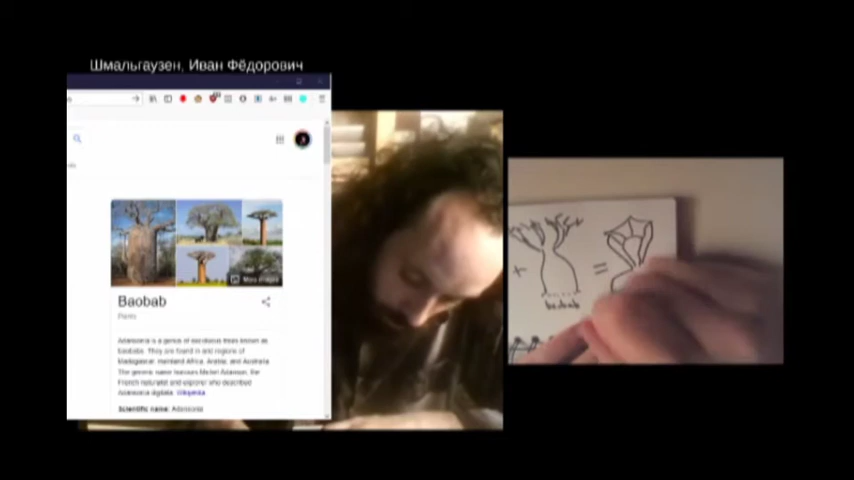 Шмальгаузен, Иван Фёдорович
More images
Baobab
Plants
Adansonia is a genus of deciduous trees known as
baobabs. They are found in arid regions of
Madagascar, mainland Africa, Arabia, and Australia.
The generic name honours Michel Adanson, the
French naturalist and explorer who described
Adansonia digitata. Wikipedia
Scientific name: Adansonia
+ =
baobab